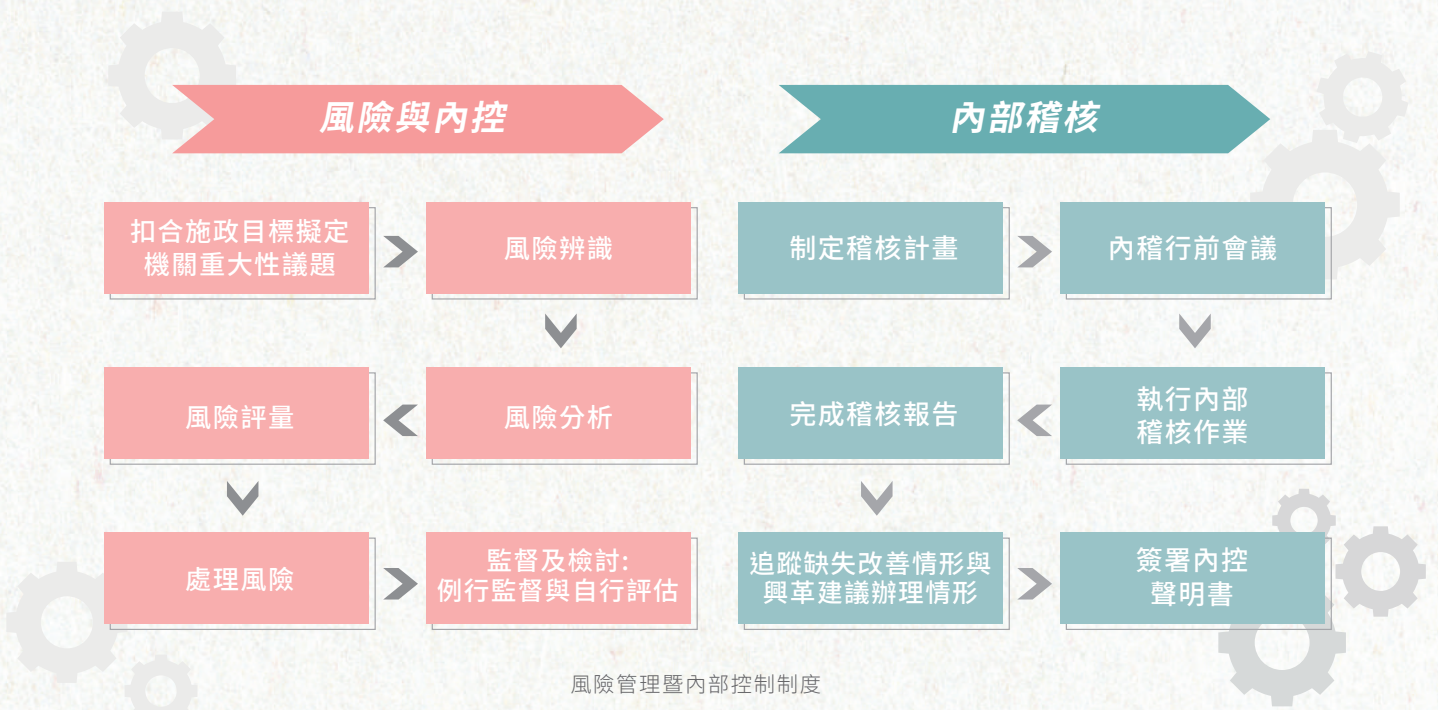 風險與內控
扣合施政目標擬定
機關重大性議題
風險辨識
風險評量
風險分析
處理風險
監督及檢討:
例行監督與自行評估
內部稽核
制定稽核計畫
內稽行前會議
完成稽核報告
執行內部
稽核作業
追蹤缺失改善情形與
興革建議辦理情形
簽署內控
聲明書
風險管理暨內部控制制度